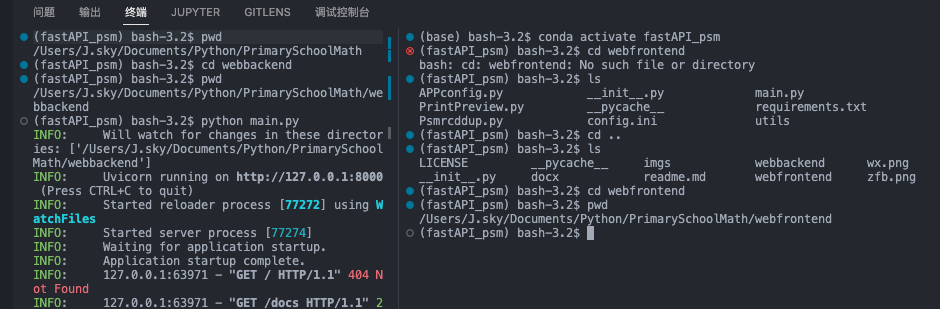 问题 输出 终端 JUPYTER GITLENS 调试控制台
(fastAPI_psm) bash-3.2$ pwd
/Users/J.sky/Documents/Python/PrimarySchoolMath
(fastAPI_psm) bash-3.2$ cd webbackend
(fastAPI_psm) bash-3.2$ pwd
/Users/J.sky/Documents/Python/PrimarySchoolMath/we
bbackend
(fastAPI_psm) bash-3.2$ python main.py
INFO: Will watch for changes in these director
ies: ['/Users/J.sky/Documents/Python/PrimarySchool
Math/webbackend']
INFO: Uvicorn running on http://127.0.0.1:8000
(Press CTRL+C to quit)
INFO: Started reloader process [77272] using W
atchFiles
INFO: Started server process [77274]
INFO: Waiting for application startup.
INFO: Application startup complete.
INFO: 127.0.0.1:63971 - "GET / HTTP/1.1" 404 N
ot Found
INFO: 127.0.0.1:63971 - "GET /docs HTTP/1.1" 2
(base) bash-3.2$ conda activate fastAPI_psm
(fastAPI_psm) bash-3.2$ cd webfrontend
bash: cd: webfrontend: No such file or directory
(fastAPI_psm) bash-3.2$ ls
APPconfig.py __init__.py main.py
PrintPreview.py __pycache__ requirements.txt
Psmrcddup.py config.ini utils
(fastAPI_psm) bash-3.2$ cd ..
(fastAPI_psm) bash-3.2$ ls
LICENSE __pycache__ imgs webbackend wx.png
__init__.py docx readme.md webfrontend zfb.png
(fastAPI_psm) bash-3.2$ cd webfrontend
(fastAPI_psm) bash-3.2$ pwd
/Users/J.sky/Documents/Python/PrimarySchoolMath/webfrontend
(fastAPI_psm) bash-3.2$